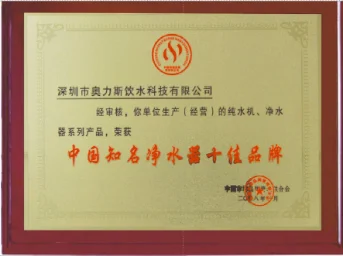 深圳市奥力斯饮水科技有限公司
经审核,你单位生产(经营)的纯水机、净水
器系列产品,荣获
中国知名净水器十佳品牌